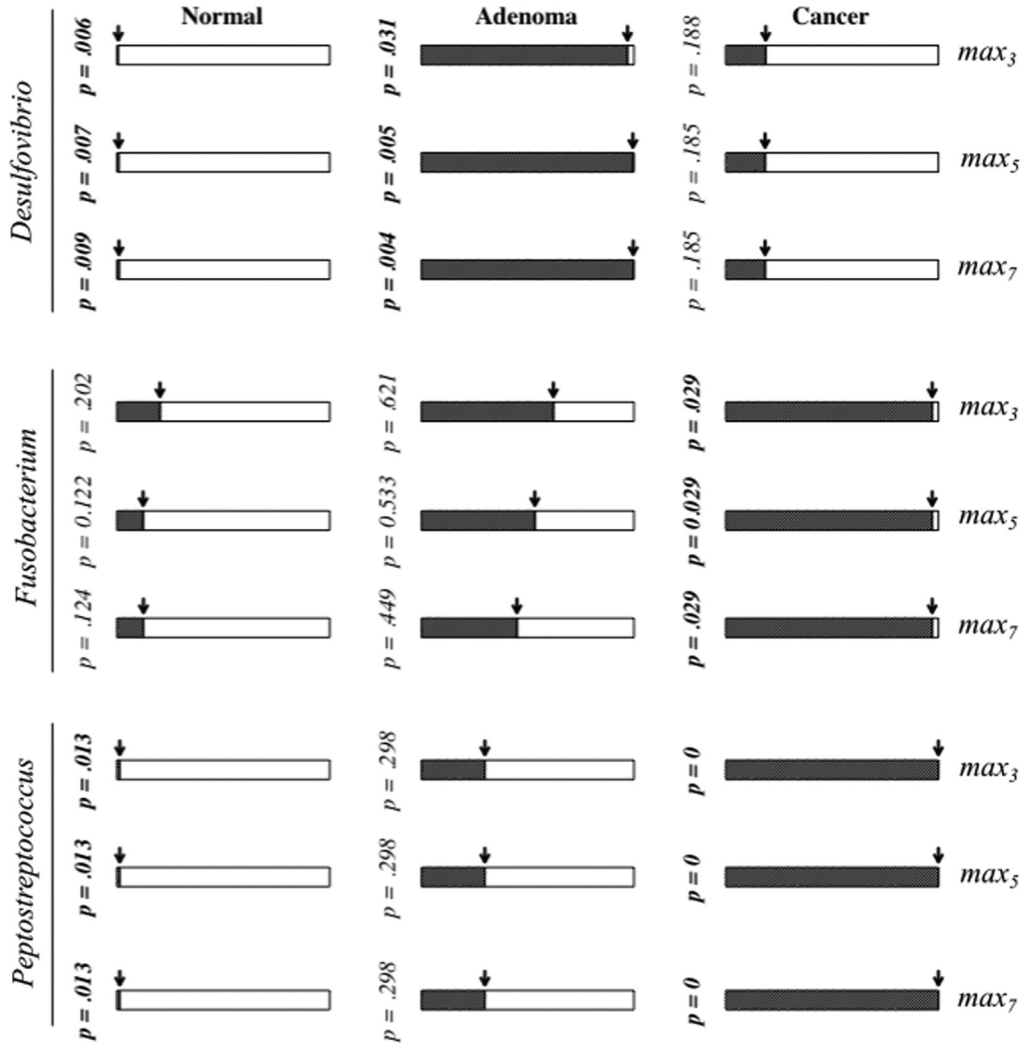 Normal Adenoma Cancer
Desulfovibrio
p = .006 p = .031 p = .188 max3
p = .007 p = .005 p = .185 max5
p = .009 p = .004 p = .185 max7
Fusobacterium
p = .202 p = .621 p = .029 max3
p = 0.122 p = 0.533 p = 0.029 max5
p = .124 p = .449 p = .029 max7
Peptostreptococcus
p = .013 p = .298 p = 0 max3
p = .013 p = .298 p = 0 max5
p = .013 p = .298 p = 0 max7